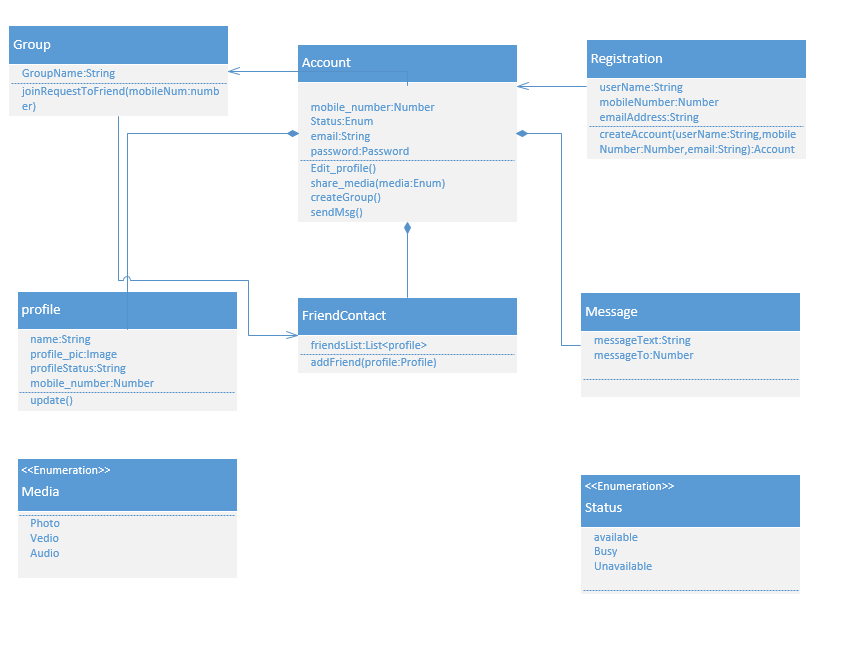 Group
GroupName:String
joinRequestToFriend(mobileNum:numb
er)
Account
mobile_number:Number
Status:Enum
email:String
password:Password
Edit_profile()
share_media(media:Enum)
createGroup()
sendMsg()
Registration
userName:String
mobileNumber:Number
emailAddress:String
createAccount(userName:String,mobile
Number:Number,email:String):Account
profile
name:String
profile_pic:Image
profileStatus:String
mobile_number:Number
update()
FriendContact
friendsList:List<profile>
addFriend(profile:Profile)
Message
messageText:String
messageTo:Number
<<Enumeration>>
Media
Photo
Vedio
Audio
<<Enumeration>>
Status
available
Busy
Unavailable